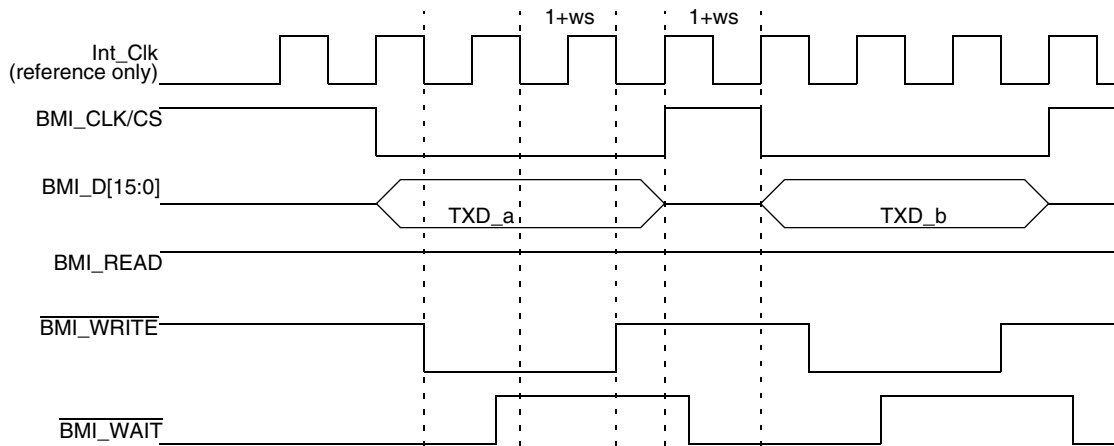 1+ws 1+ws
Int_Clk
(reference only)
BMI_CLK/CS
BMI_D[15:0]
TXD_a TXD_b
BMI_READ
BMI_WRITE
BMI_WAIT